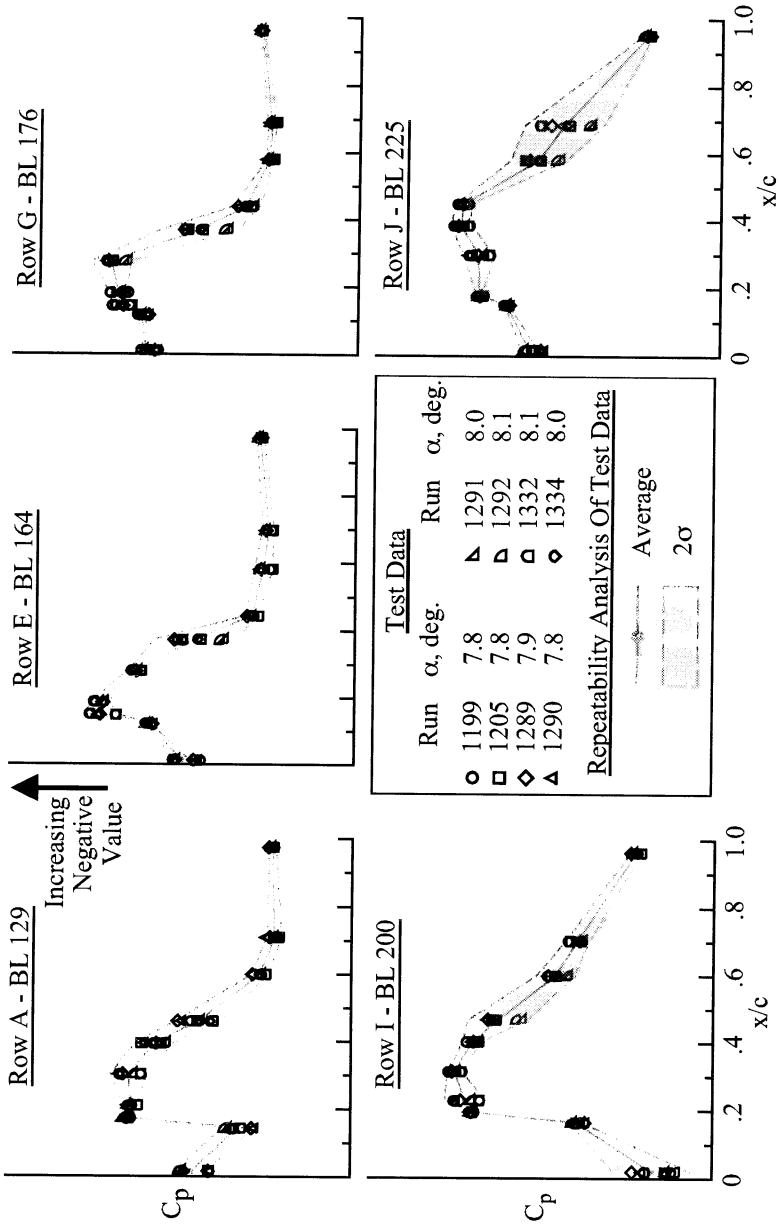 Row A - BL 129
Row E - BL 164
Row G - BL 176
Increasing
Negative
Value
Cp
Row I - BL 200
Cp
0 .2 .4 .6 .8 1.0
x/c
Test Data
Run α, deg. Run α, deg.
1199 7.8 1291 8.0
1205 7.8 1292 8.1
1289 7.9 1332 8.1
1290 7.8 1334 8.0
Repeatability Analysis Of Test Data
Average
2σ
Row J - BL 225
0 .2 .4 .6 .8 1.0
x/c